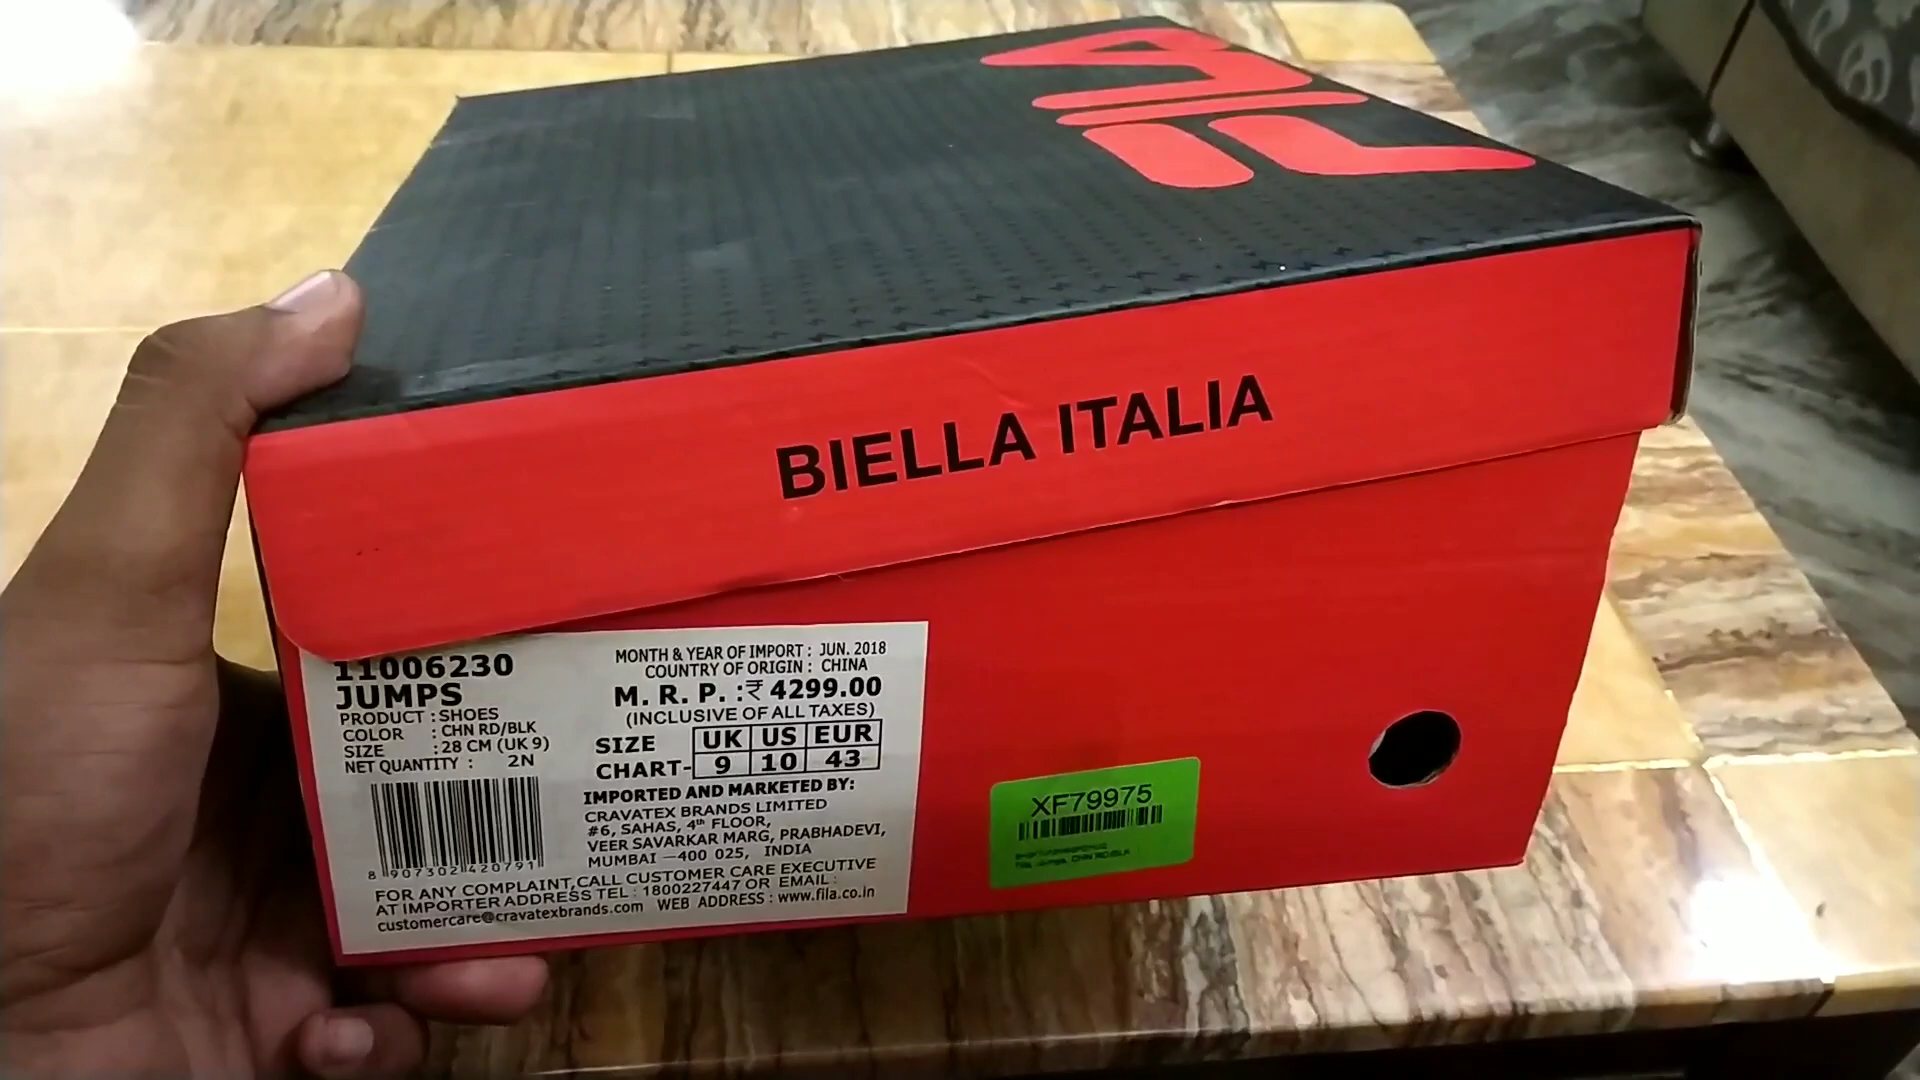 FILA
BIELLA ITALIA
11006230
JUMPS
PRODUCT : SHOES
COLOR : CHN RD/BLK
SIZE : 28 CM (UK 9)
NET QUANTITY : 2N
8 907302 420791
MONTH & YEAR OF IMPORT : JUN. 2018
COUNTRY OF ORIGIN : CHINA
M. R. P. :₹ 4299.00
(INCLUSIVE OF ALL TAXES)
SIZE CHART- UK US EUR
9 10 43
IMPORTED AND MARKETED BY:
CRAVATEX BRANDS LIMITED
#6, SAHAS, 4th FLOOR,
VEER SAVARKAR MARG, PRABHADEVI,
MUMBAI —400 025, INDIA
FOR ANY COMPLAINT,CALL CUSTOMER CARE EXECUTIVE
AT IMPORTER ADDRESS TEL : 1800227447 OR EMAIL :
customercare@cravatexbrands.com WEB ADDRESS : www.fila.co.in
XF79975